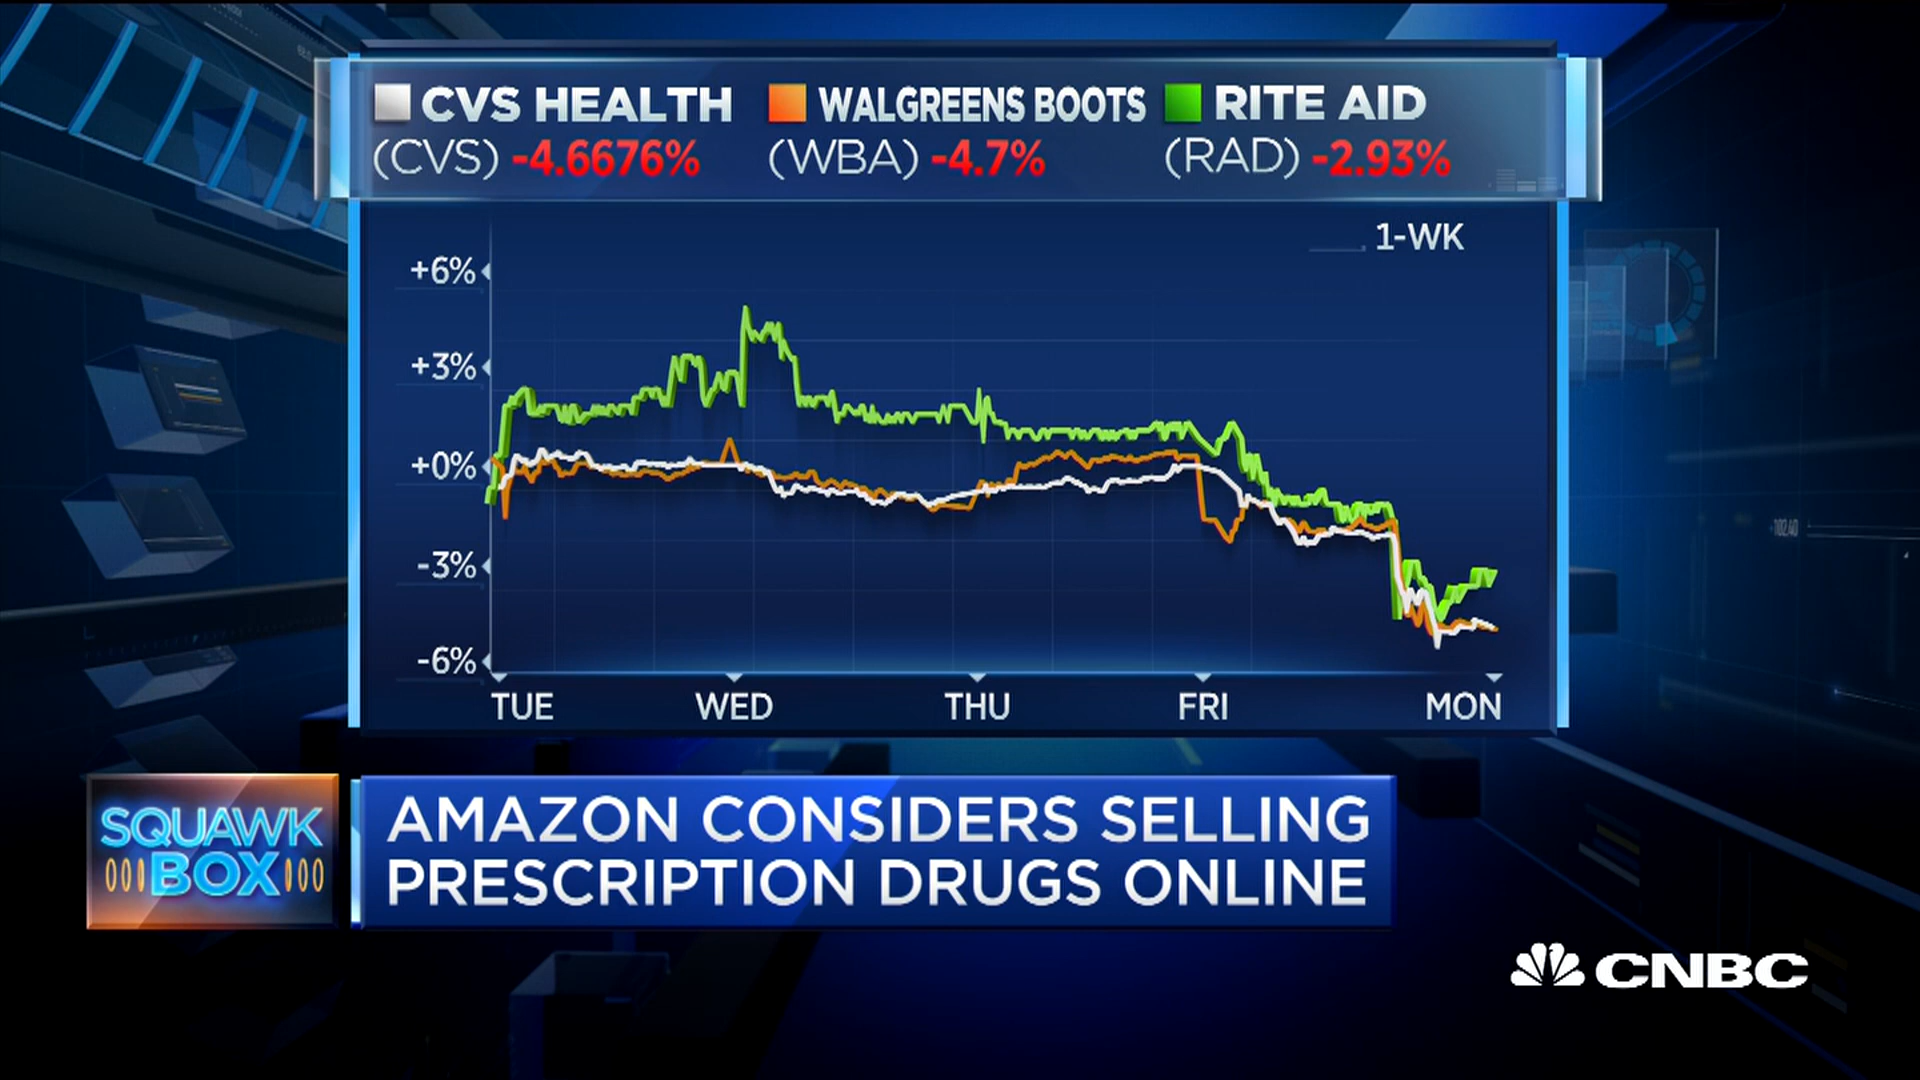 CVS HEALTH
(CVS) -4.6676%
WALGREENS BOOTS
(WBA) -4.7%
RITE AID
(RAD) -2.93%
1-WK
+6%
+3%
+0%
-3%
-6%
TUE WED THU FRI MON
SQUAWK
BOX
AMAZON CONSIDERS SELLING
PRESCRIPTION DRUGS ONLINE
CNBC